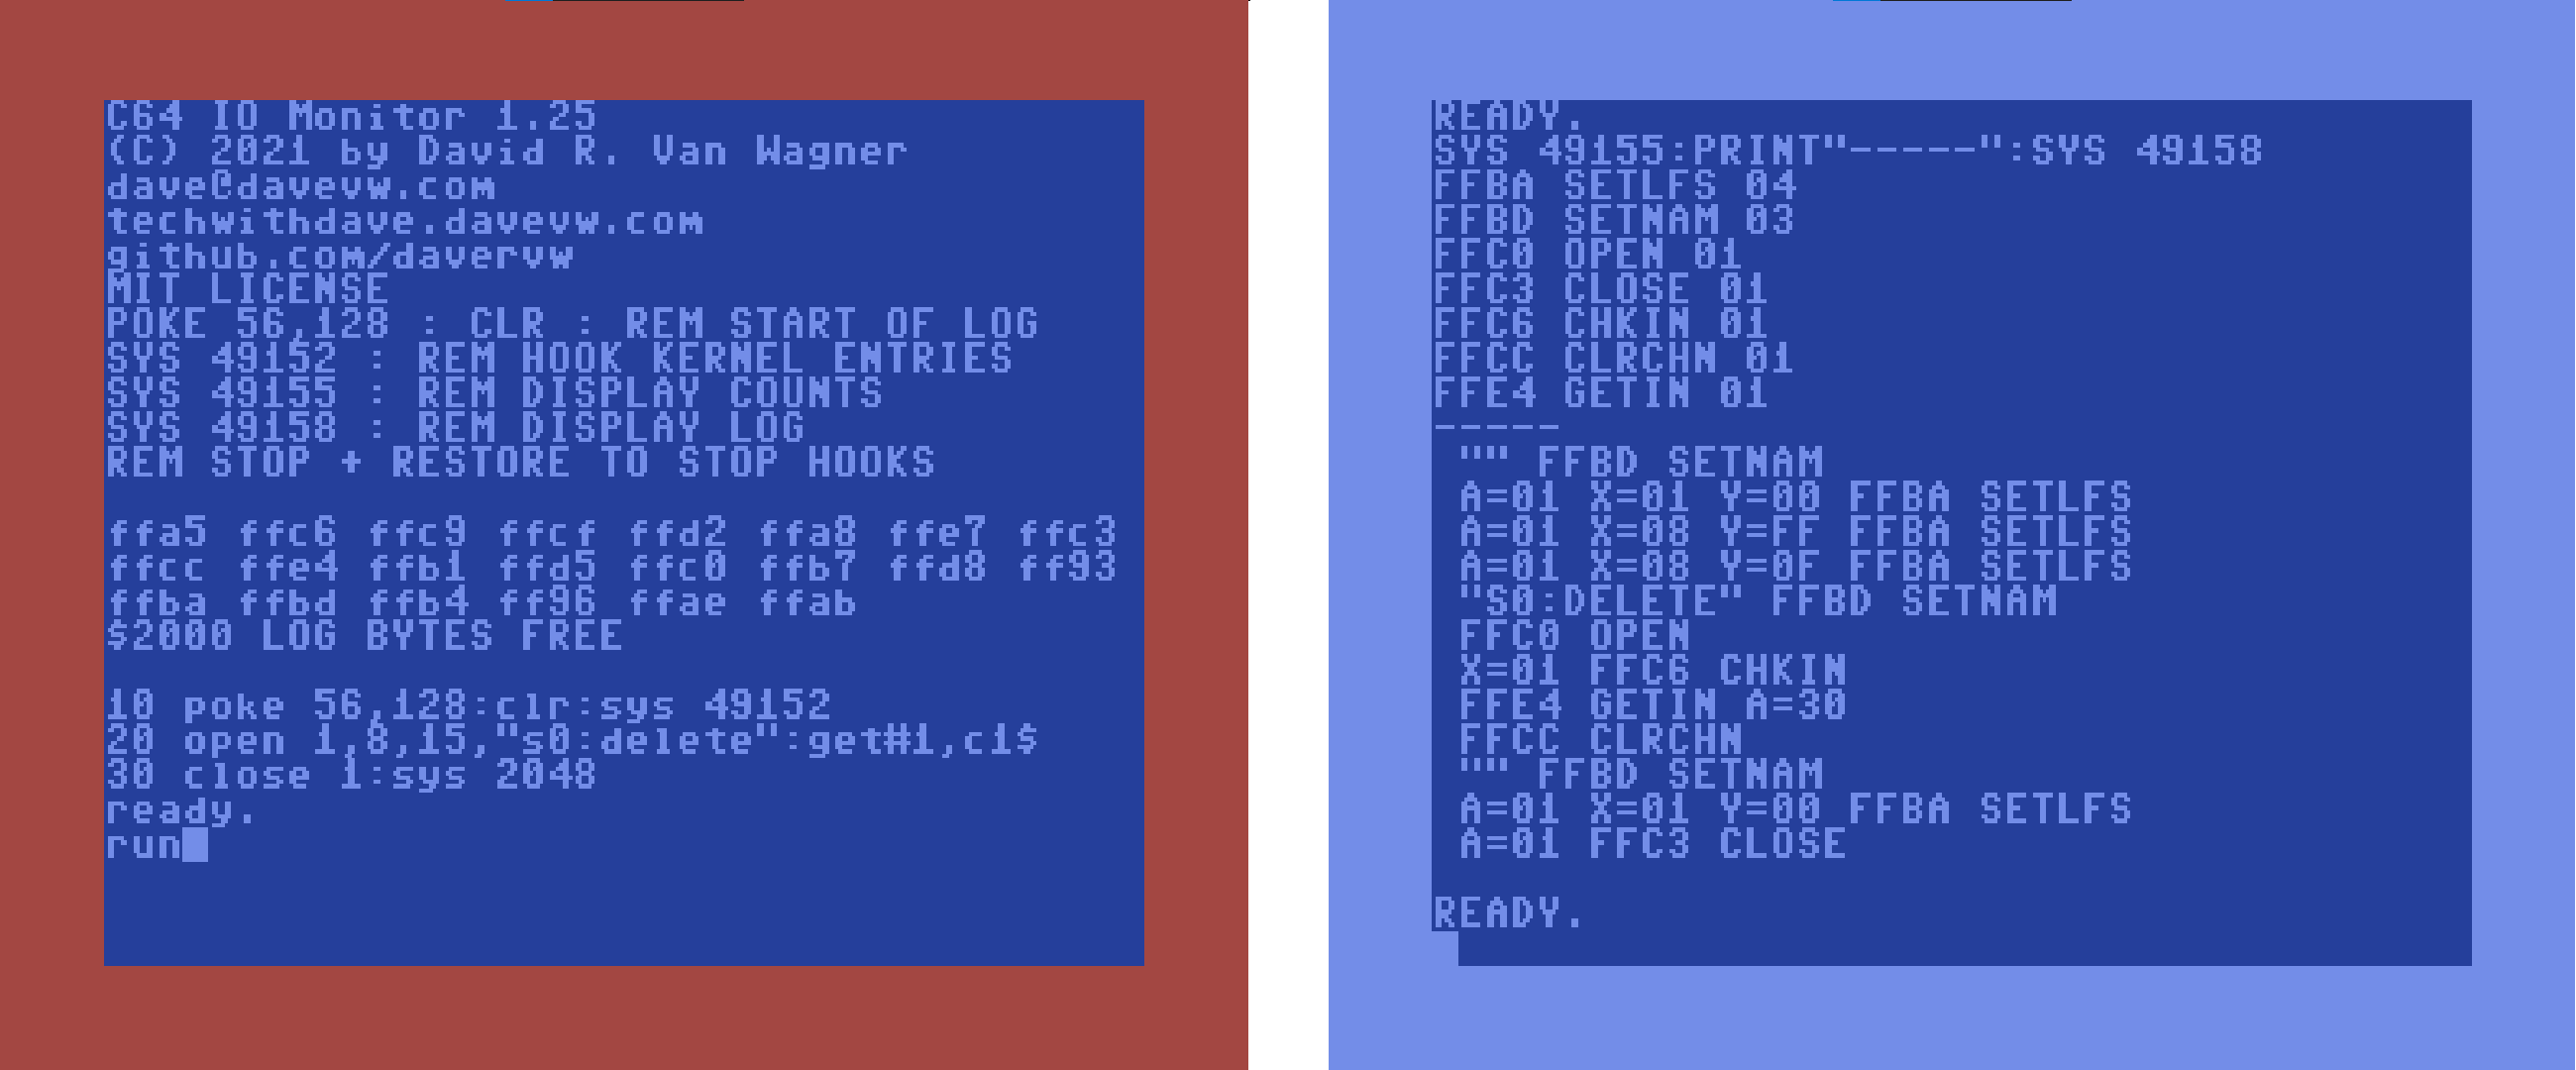 C64 IO Monitor 1.25
(C) 2021 by David R. Van Wagner
dave@davevw.com
techwithdave.davevw.com
github.com/davervw
MIT LICENSE
POKE 56,128 : CLR : REM START OF LOG
SYS 49152 : REM HOOK KERNEL ENTRIES
SYS 49155 : REM DISPLAY COUNTS
SYS 49158 : REM DISPLAY LOG
REM STOP + RESTORE TO STOP HOOKS
ffa5 ffc6 ffc9 ffcf ffd2 ffa8 ffe7 ffc3
ffcc ffe4 ffb1 ffd5 ffc0 ffb7 ffd8 ff93
ffba ffbd ffb4 ff96 ffae ffab
$2000 LOG BYTES FREE
10 poke 56,128:clr:sys 49152
20 open 1,8,15,"s0:delete":get#1,c1$
30 close 1:sys 2048
ready.
run
READY.
SYS 49155:PRINT"-----":SYS 49158
FFBA SETLFS 04
FFBD SETNAM 03
FFC0 OPEN 01
FFC3 CLOSE 01
FFC6 CHKIN 01
FFCC CLRCHN 01
FFE4 GETIN 01
-----
"" FFBD SETNAM
A=01 X=01 Y=00 FFBA SETLFS
A=01 X=08 Y=FF FFBA SETLFS
A=01 X=08 Y=0F FFBA SETLFS
"S0:DELETE" FFBD SETNAM
FFC0 OPEN
X=01 FFC6 CHKIN
FFE4 GETIN A=30
FFCC CLRCHN
"" FFBD SETNAM
A=01 X=01 Y=00 FFBA SETLFS
A=01 FFC3 CLOSE
READY.